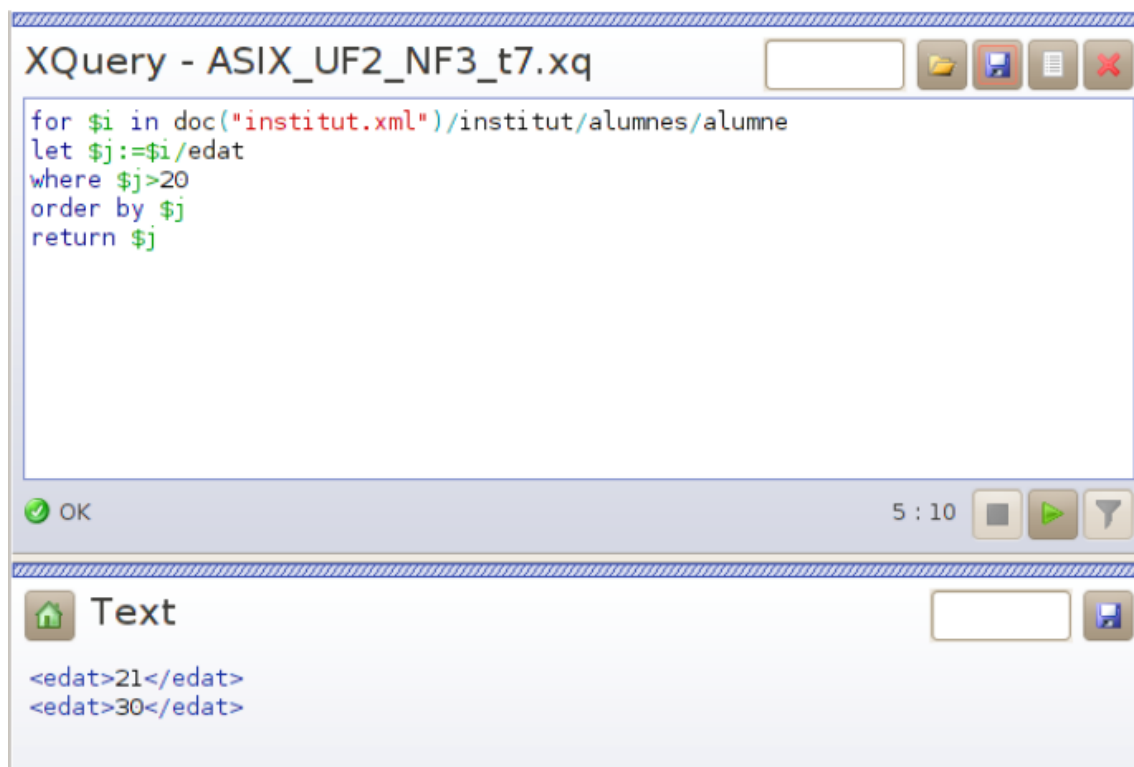 XQuery - ASIX_UF2_NF3_t7.xq
for $i in doc("institut.xml")/institut/alumnes/alumne
let $j:=$i/edat
where $j>20
order by $j
return $j
OK
5 : 10
Text
<edat>21</edat>
<edat>30</edat>